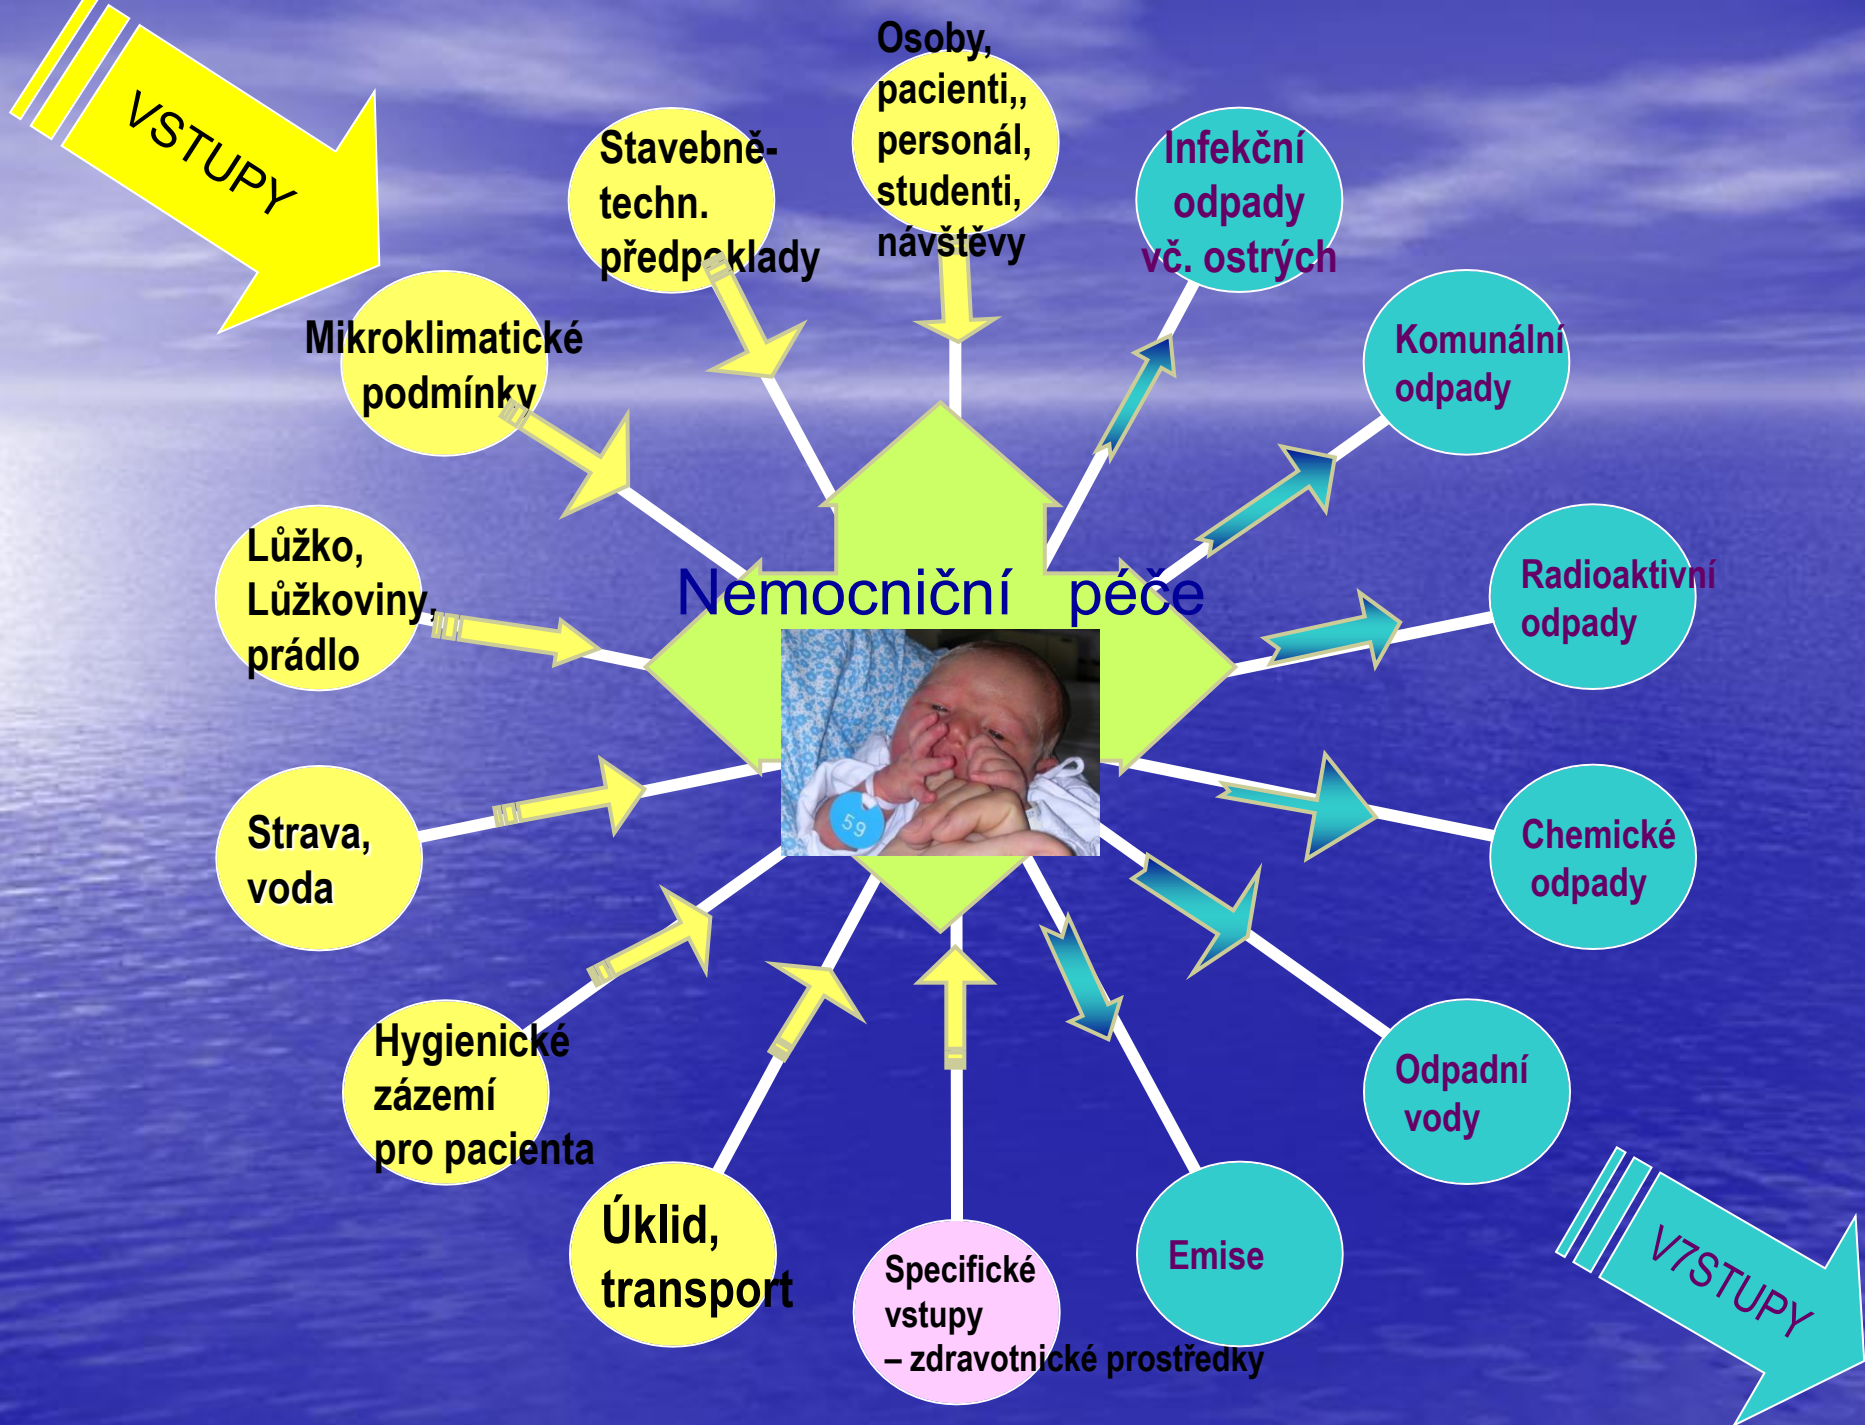 VSTUPY
Osoby,
pacienti,,
personál,
studenti,
návštěvy
Stavebně-
techn.
předpoklady
Infekční
odpady
vč. ostrých
Mikroklimatické
podmínky
Komunální
odpady
Lůžko,
Lůžkoviny,
prádlo
Nemocniční péče
Radioaktivní
odpady
59
Strava,
voda
Chemické
odpady
Hygienické
zázemí
pro pacienta
Odpadní
vody
Úklid,
transport
Specifické
vstupy
– zdravotnické prostředky
Emise
V7STUPY